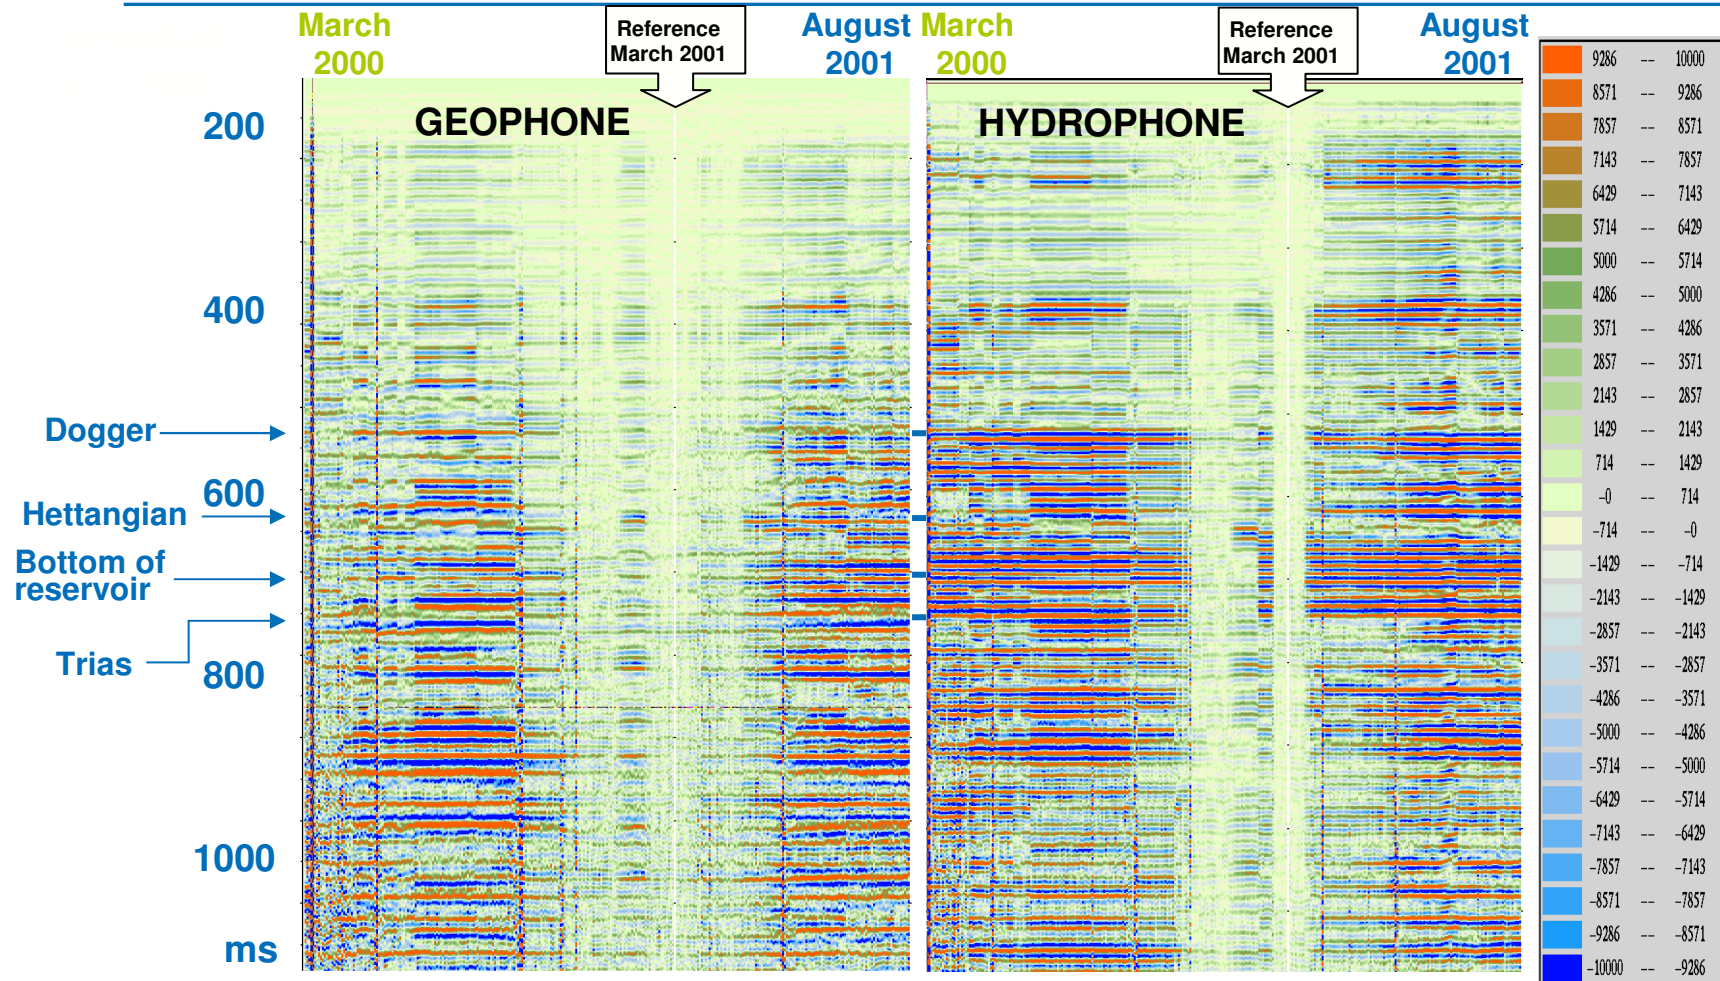 March
2000
Reference
March 2001
August
2001
March
2000
Reference
March 2001
August
2001
GEOPHONE
HYDROPHONE
200
400
Dogger
600
Hettangian
Bottom of
reservoir
Trias
800
1000
ms
9286 -- 10000
8571 -- 9286
7857 -- 8571
7143 -- 7857
6429 -- 7143
5714 -- 6429
5000 -- 5714
4286 -- 5000
3571 -- 4286
2857 -- 3571
2143 -- 2857
1429 -- 2143
714 -- 1429
-0 -- 714
-714 -- -0
-1429 -- -714
-2143 -- -1429
-2857 -- -2143
-3571 -- -2857
-4286 -- -3571
-5000 -- -4286
-5714 -- -5000
-6429 -- -5714
-7143 -- -6429
-7857 -- -7143
-8571 -- -7857
-9286 -- -8571
-10000 -- -9286